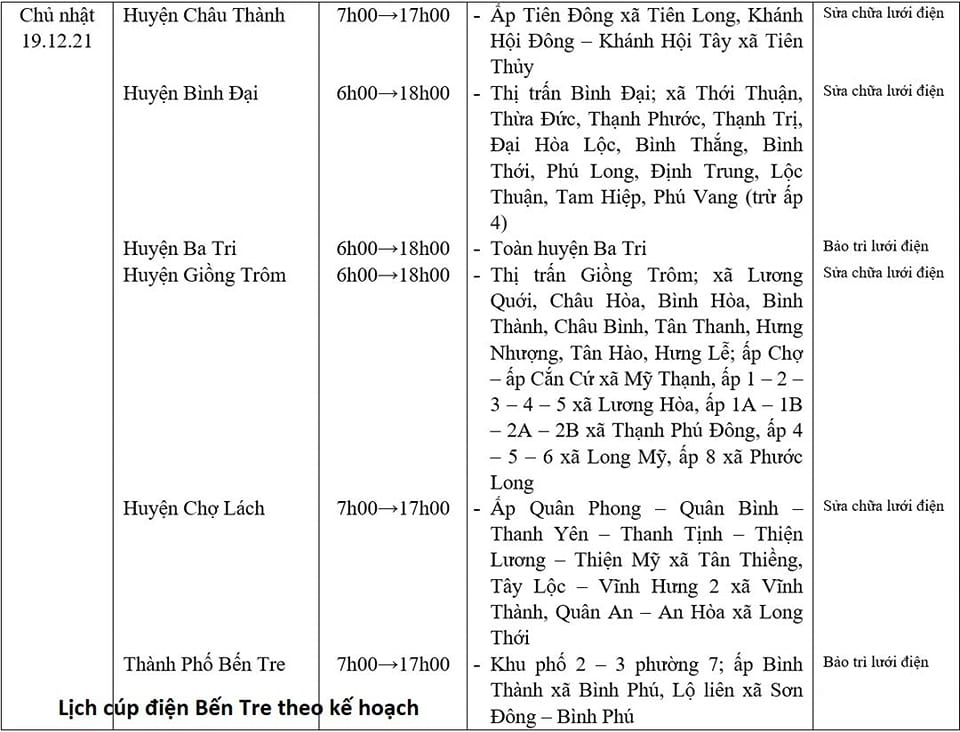 Chủ nhật
19.12.21
Huyện Châu Thành
7h00→17h00
- Ấp Tiên Đông xã Tiên Long, Khánh
Hội Đông – Khánh Hội Tây xã Tiên
Thủy
Sửa chữa lưới điện
Huyện Bình Đại
6h00→18h00
- Thị trấn Bình Đại; xã Thới Thuận,
Thừa Đức, Thạnh Phước, Thạnh Trị,
Đại Hòa Lộc, Bình Thắng, Bình
Thới, Phú Long, Định Trung, Lộc
Thuận, Tam Hiệp, Phú Vang (trừ ấp
4)
Sửa chữa lưới điện
Huyện Ba Tri
6h00→18h00
- Toàn huyện Ba Tri
Bảo trì lưới điện
Huyện Giồng Trôm
6h00→18h00
- Thị trấn Giồng Trôm; xã Lương
Quới, Châu Hòa, Bình Hòa, Bình
Thành, Châu Bình, Tân Thanh, Hưng
Nhượng, Tân Hào, Hưng Lễ; ấp Chợ
– ấp Cắn Cứ xã Mỹ Thạnh, ấp 1 – 2 –
3 – 4 – 5 xã Lương Hòa, ấp 1A – 1B
– 2A – 2B xã Thạnh Phú Đông, ấp 4
– 5 – 6 xã Long Mỹ, ấp 8 xã Phước
Long
Sửa chữa lưới điện
Huyện Chợ Lách
7h00→17h00
- Ấp Quân Phong – Quân Bình –
Thanh Yên – Thanh Tịnh – Thiện
Lương – Thiện Mỹ xã Tân Thiềng,
Tây Lộc – Vĩnh Hưng 2 xã Vĩnh
Thành, Quân An – An Hòa xã Long
Thới
Sửa chữa lưới điện
Thành Phố Bến Tre
7h00→17h00
- Khu phố 2 – 3 phường 7; ấp Bình
Thành xã Bình Phú, Lộ liên xã Sơn
Đông – Bình Phú
Bảo trì lưới điện
Lịch cúp điện Bến Tre theo kế hoạch